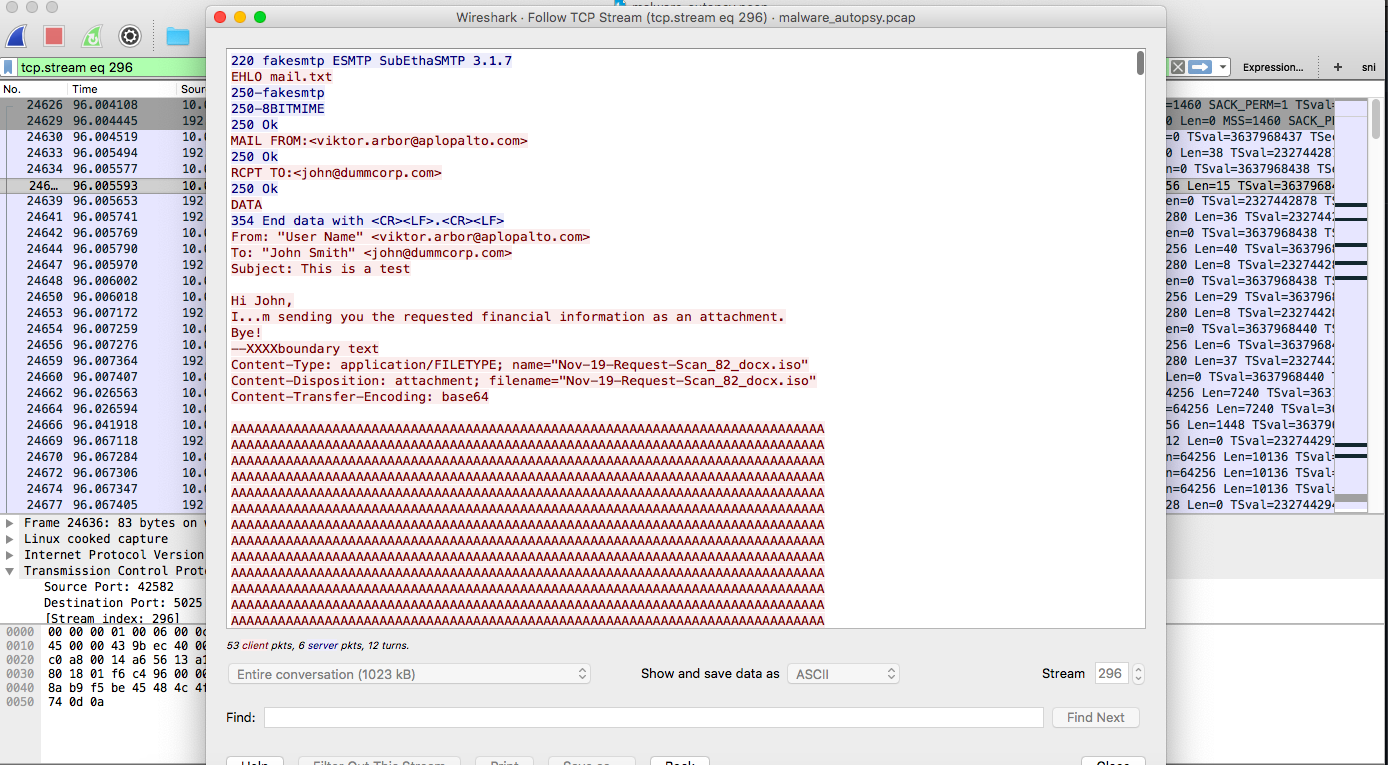 Wireshark · Follow TCP Stream (tcp.stream eq 296) · malware_autopsy.pcap
tcp.stream eq 296
Expression...
+
sni
No. Time Sour
24626 96.004108 10.
24629 96.004445 192
24630 96.004519 10.
24633 96.005494 192
24634 96.005577 10.
246... 96.005593 10.
24639 96.005653 192
24641 96.005741 192
24642 96.005769 10.
24644 96.005790 10.
24647 96.005970 192
24648 96.006002 10.
24650 96.006018 10.
24653 96.007172 192
24654 96.007259 10.
24656 96.007276 10.
24659 96.007364 192
24660 96.007407 10.
24662 96.026563 10.
24664 96.026594 10.
24666 96.041918 10.
24669 96.067118 192
24670 96.067284 10.
24672 96.067306 10.
24674 96.067347 10.
24677 96.067405 192
220 fakesmtp ESMTP SubEthaSMTP 3.1.7
EHLO mail.txt
250-fakesmtp
250-8BITMIME
250 Ok
MAIL FROM:<viktor.arbor@aplopalto.com>
250 Ok
RCPT TO:<john@dummcorp.com>
250 Ok
DATA
354 End data with <CR><LF>.<CR><LF>
From: "User Name" <viktor.arbor@aplopalto.com>
To: "John Smith" <john@dummcorp.com>
Subject: This is a test
Hi John,
I...m sending you the requested financial information as an attachment.
Bye!
--XXXXboundary text
Content-Type: application/FILETYPE; name="Nov-19-Request-Scan_82_docx.iso"
Content-Disposition: attachment; filename="Nov-19-Request-Scan_82_docx.iso"
Content-Transfer-Encoding: base64
AAAAAAAAAAAAAAAAAAAAAAAAAAAAAAAAAAAAAAAAAAAAAAAAAAAAAAAAAAAAAAAAAAAAAAAAAAAA
AAAAAAAAAAAAAAAAAAAAAAAAAAAAAAAAAAAAAAAAAAAAAAAAAAAAAAAAAAAAAAAAAAAAAAAAAAAA
AAAAAAAAAAAAAAAAAAAAAAAAAAAAAAAAAAAAAAAAAAAAAAAAAAAAAAAAAAAAAAAAAAAAAAAAAAAA
AAAAAAAAAAAAAAAAAAAAAAAAAAAAAAAAAAAAAAAAAAAAAAAAAAAAAAAAAAAAAAAAAAAAAAAAAAAA
AAAAAAAAAAAAAAAAAAAAAAAAAAAAAAAAAAAAAAAAAAAAAAAAAAAAAAAAAAAAAAAAAAAAAAAAAAAA
AAAAAAAAAAAAAAAAAAAAAAAAAAAAAAAAAAAAAAAAAAAAAAAAAAAAAAAAAAAAAAAAAAAAAAAAAAAA
AAAAAAAAAAAAAAAAAAAAAAAAAAAAAAAAAAAAAAAAAAAAAAAAAAAAAAAAAAAAAAAAAAAAAAAAAAAA
AAAAAAAAAAAAAAAAAAAAAAAAAAAAAAAAAAAAAAAAAAAAAAAAAAAAAAAAAAAAAAAAAAAAAAAAAAAA
AAAAAAAAAAAAAAAAAAAAAAAAAAAAAAAAAAAAAAAAAAAAAAAAAAAAAAAAAAAAAAAAAAAAAAAAAAAA
AAAAAAAAAAAAAAAAAAAAAAAAAAAAAAAAAAAAAAAAAAAAAAAAAAAAAAAAAAAAAAAAAAAAAAAAAAAA
AAAAAAAAAAAAAAAAAAAAAAAAAAAAAAAAAAAAAAAAAAAAAAAAAAAAAAAAAAAAAAAAAAAAAAAAAAAA
AAAAAAAAAAAAAAAAAAAAAAAAAAAAAAAAAAAAAAAAAAAAAAAAAAAAAAAAAAAAAAAAAAAAAAAAAAAA
AAAAAAAAAAAAAAAAAAAAAAAAAAAAAAAAAAAAAAAAAAAAAAAAAAAAAAAAAAAAAAAAAAAAAAAAAAAA
=1460 SACK_PERM=1 TSval=
0 Len=0 MSS=1460 SACK_P
=0 TSval=3637968437 TSe
0 Len=38 TSval=232744287
n=0 TSval=3637968438 TS
56 Len=15 TSval=36379684
en=0 TSval=2327442878 TS
280 Len=36 TSval=232744
en=0 TSval=3637968438 TS
256 Len=40 TSval=363796
280 Len=8 TSval=23274428
en=0 TSval=3637968438 TS
256 Len=29 TSval=3637968
280 Len=8 TSval=23274428
en=0 TSval=3637968440 TS
256 Len=6 TSval=36379684
280 Len=37 TSval=232744
Len=0 TSval=3637968440 T
4256 Len=7240 TSval=3637
=64256 Len=7240 TSval=36
56 Len=1448 TSval=36379
12 Len=0 TSval=232744293
n=64256 Len=10136 TSval=
n=64256 Len=10136 TSval=
n=64256 Len=10136 TSval=
28 Len=0 TSval=232744294
Frame 24636: 83 bytes on
Linux cooked capture
Internet Protocol Version
Transmission Control Proto
Source Port: 42582
Destination Port: 5025
[Stream index: 296]
0000 00 00 00 01 00 06 00 0c
0010 45 00 00 43 9b ec 40 00
0020 c0 a8 00 14 a6 56 13 a1
0030 80 18 01 f6 c4 96 00 00
0040 8a b9 f5 be 45 48 4c 4f
0050 74 0d 0a
53 client pkts, 6 server pkts, 12 turns.
Entire conversation (1023 kB)
Show and save data as
ASCII
Stream
296
Find:
Find Next
Help
Filter Out This Stream
Print
Save as...
Back
Close